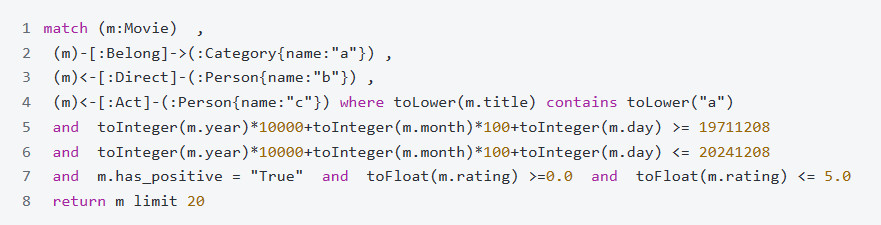 1 match (m:Movie)  ,
2  (m)-[:Belong]->(:Category{name:"a"}) ,
3  (m)<-[:Direct]-(:Person{name:"b"}) ,
4  (m)<-[:Act]-(:Person{name:"c"}) where toLower(m.title) contains toLower("a")
5  and  toInteger(m.year)*10000+toInteger(m.month)*100+toInteger(m.day) >= 19711208
6  and  toInteger(m.year)*10000+toInteger(m.month)*100+toInteger(m.day) <= 20241208
7  and  m.has_positive = "True"  and  toFloat(m.rating) >=0.0  and  toFloat(m.rating) <= 5.0
8  return m limit 20